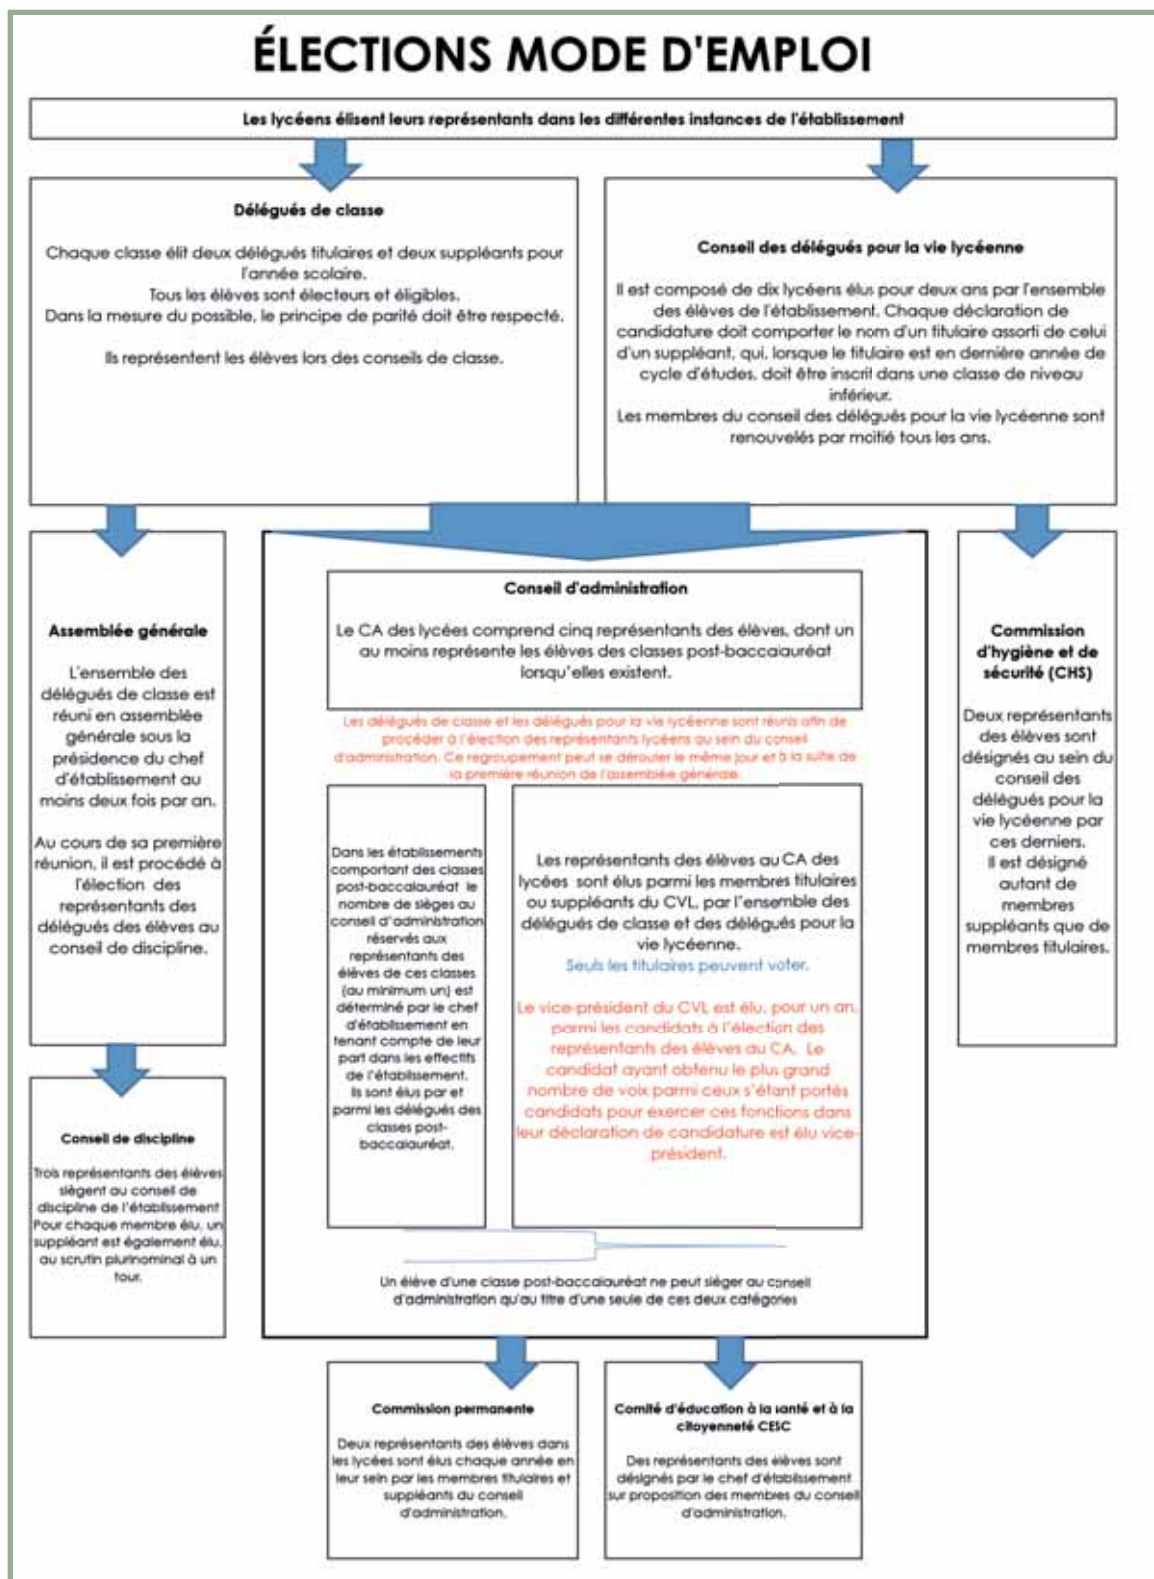 ÉLECTIONS MODE D'EMPLOI
Les lycéens élisent leurs représentants dans les différentes instances de l'établissement
Délégués de classe
Chaque classe élit deux délégués titulaires et deux suppléants pour
l'année scolaire.
Tous les élèves sont électeurs et éligibles.
Dans la mesure du possible, le principe de parité doit être respecté.
Ils représentent les élèves lors des conseils de classe.
Conseil des délégués pour la vie lycéenne
Il est composé de dix lycéens élus pour deux ans par l'ensemble
des élèves de l'établissement. Chaque déclaration de
candidature doit comporter le nom d'un titulaire assorti de celui
d'un suppléant, qui, lorsque le titulaire est en dernière année de
cycle d'études, doit être inscrit dans une classe de niveau
inférieur.
Les membres du conseil des délégués pour la vie lycéenne sont
renouvelés par moitié tous les ans.
Assemblée générale
L'ensemble des
délégués de classe est
réuni en assemblée
générale sous la
présidence du chef
d'établissement au
moins deux fois par an.
Au cours de sa première
réunion, il est procédé à
l'élection des
représentants des
délégués des élèves au
conseil de discipline.
Conseil de discipline
Trois représentants des élèves
siègent au conseil de
discipline de l'établissement
Pour chaque membre élu, un
suppléant est également élu,
au scrutin plurinominal à un
tour.
Conseil d'administration
Le CA des lycées comprend cinq représentants des élèves, dont un
au moins représente les élèves des classes post-baccalauréat
lorsqu'elles existent.
Les délégués de classe et les délégués pour la vie lycéenne sont réunis afin de
procéder à l'élection des représentants lycéens au sein du conseil
d'administration. Ce regroupement peut se dérouler le même jour et à la suite de
la première réunion de l'assemblée générale.
Dans les établissements
comportant des classes
post-baccalauréat le
nombre de sièges au
conseil d'administration
réservés aux
représentants des
élèves de ces classes
(au minimum un) est
déterminé par le chef
d'établissement en
tenant compte de leur
part dans les effectifs
de l'établissement.
Ils sont élus par et
parmi les délégués des
classes post-
baccalauréat.
Les représentants des élèves au CA des
lycées sont élus parmi les membres titulaires
ou suppléants du CVL, par l'ensemble des
délégués de classe et des délégués pour la
vie lycéenne.
Seuls les titulaires peuvent voter.
Le vice-président du CVL est élu, pour un an,
parmi les candidats à l'élection des
représentants des élèves au CA. Le
candidat ayant obtenu le plus grand
nombre de voix parmi ceux s'étant portés
candidats pour exercer ces fonctions dans
leur déclaration de candidature est élu vice-
président.
Un élève d'une classe post-baccalauréat ne peut siéger au conseil
d'administration qu'au titre d'une seule de ces deux catégories
Commission
d'hygiène et de
sécurité (CHS)
Deux représentants
des élèves sont
désignés au sein du
conseil des
délégués pour la
vie lycéenne par
ces derniers.
Il est désigné
autant de
membres
suppléants que de
membres titulaires.
Commission permanente
Deux représentants des élèves dans
les lycées sont élus chaque année en
leur sein par les membres titulaires et
suppléants du conseil
d'administration.
Comité d'éducation à la santé et à la
citoyenneté CESC
Des représentants des élèves sont
désignés par le chef d'établissement
sur proposition des membres du conseil
d'administration.